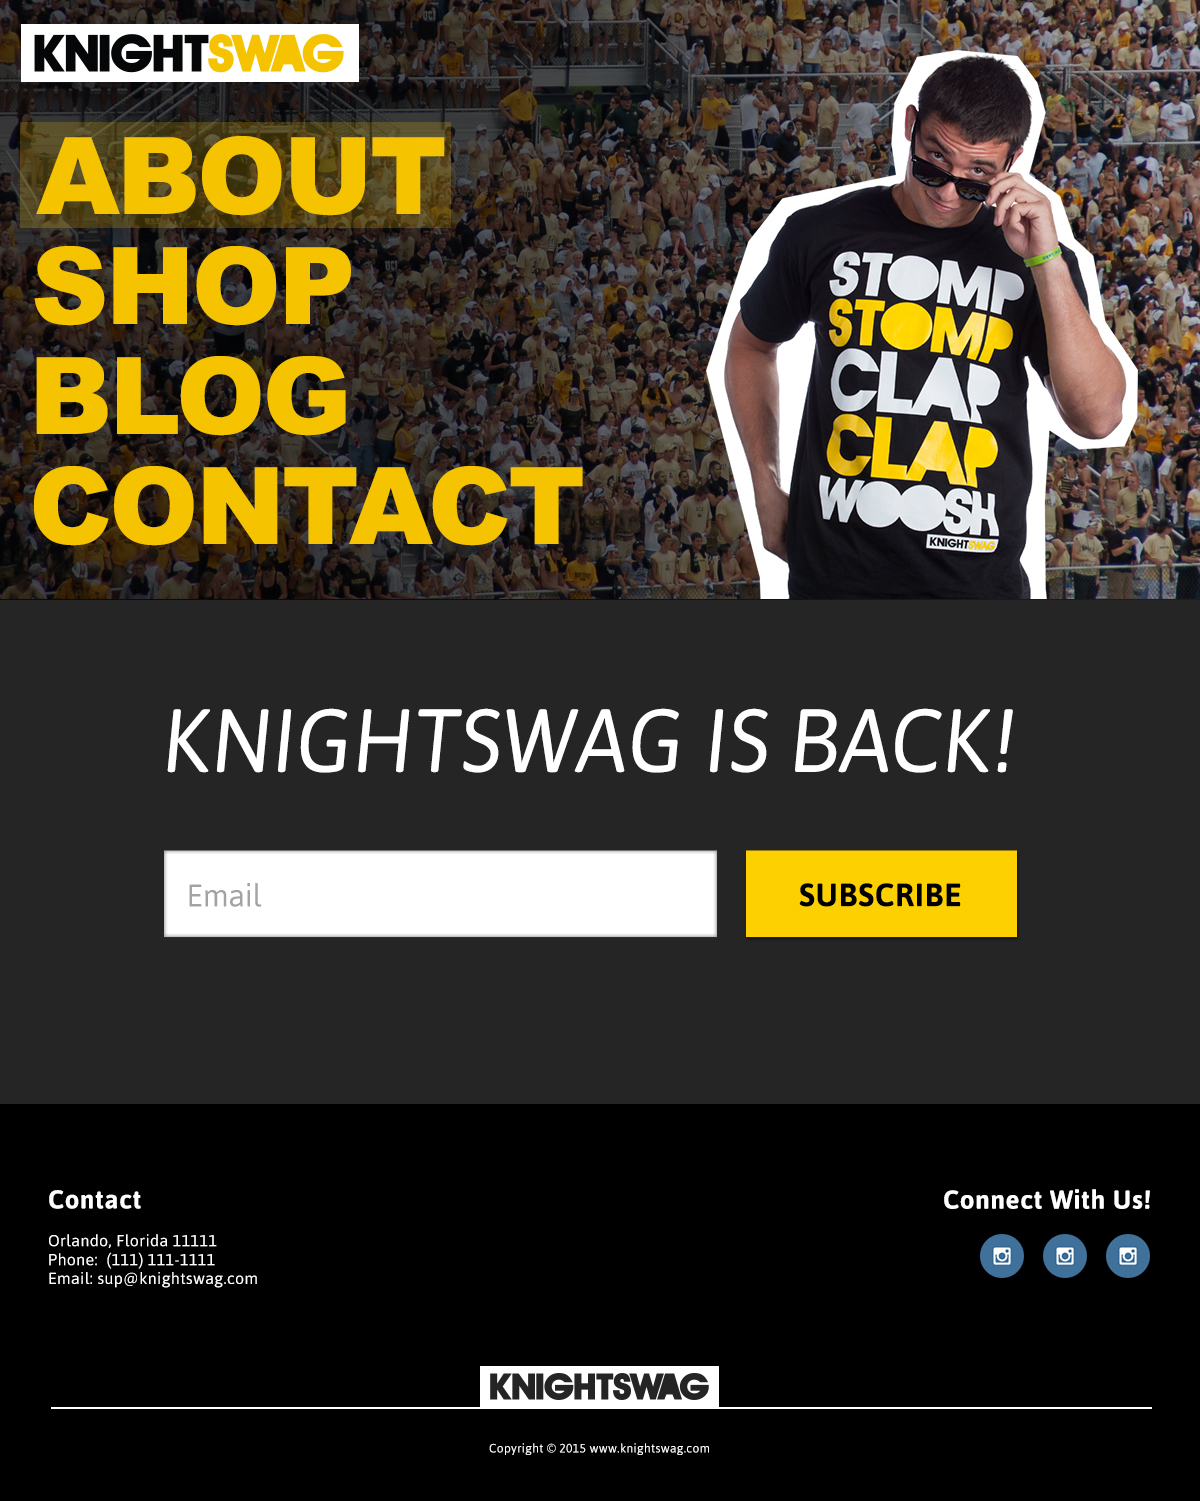 KNIGHTSWAG
ABOUT
SHOP
BLOG
CONTACT
STOMP
STOMP
CLAP
CLAP
WOOSH
KNIGHTSWAG
KNIGHTSWAG IS BACK!
Email
SUBSCRIBE
Contact
Orlando, Florida 11111
Phone: (111) 111-1111
Email: sup@knightswag.com
Connect With Us!
KNIGHTSWAG
Copyright © 2015 www.knightswag.com